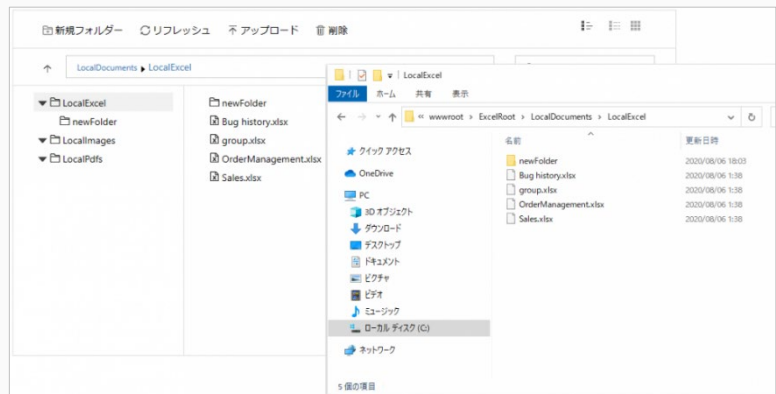 新規フォルダー リフレッシュ アップロード 削除
LocalDocuments LocalExcel
LocalExcel
newFolder
LocalImages
LocalPdfs
newFolder
Bug history.xlsx
group.xlsx
OrderManagement.xlsx
Sales.xlsx
LocalExcel
ファイル ホーム 共有 表示
« wwwroot › ExcelRoot › LocalDocuments › LocalExcel
クイック アクセス
OneDrive
PC
3D オブジェクト
ダウンロード
デスクトップ
ドキュメント
ピクチャ
ビデオ
ミュージック
ローカル ディスク (C:)
ネットワーク
名前 更新日時
newFolder 2020/08/06 18:03
Bug history.xlsx 2020/08/06 1:38
group.xlsx 2020/08/06 1:38
OrderManagement.xlsx 2020/08/06 1:38
Sales.xlsx 2020/08/06 1:38
5 個の項目